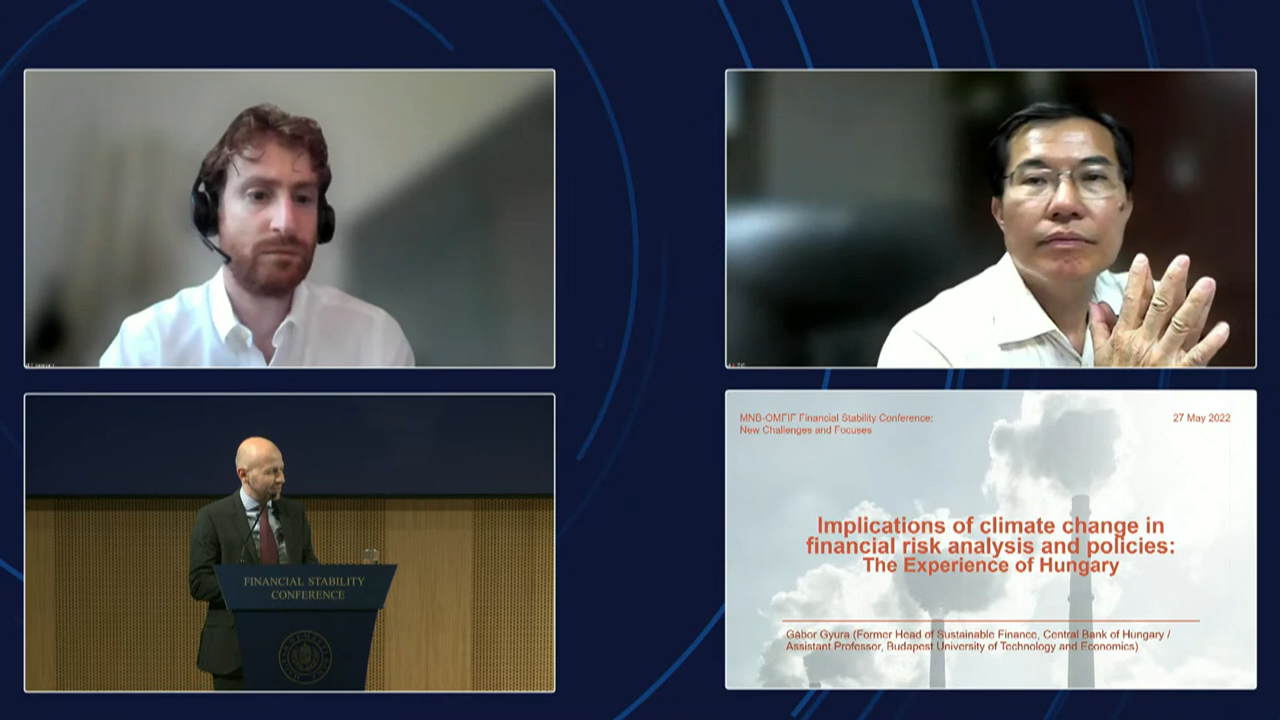 MNB-OMFIF Financial Stability Conference:
New Challenges and Focuses
27 May 2022
Implications of climate change in
financial risk analysis and policies:
The Experience of Hungary
Gábor Gyura (Former Head of Sustainable Finance, Central Bank of Hungary /
Assistant Professor, Budapest University of Technology and Economics)
FINANCIAL STABILITY
CONFERENCE